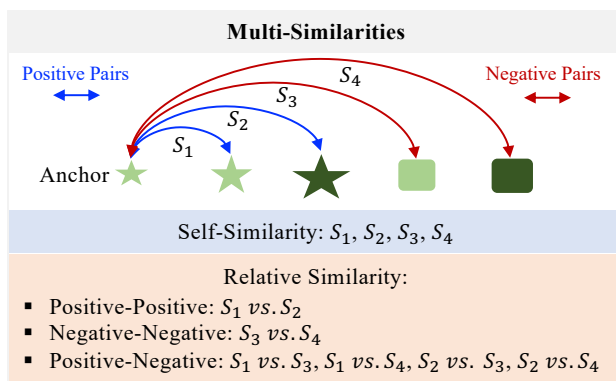 Multi-Similarities
Positive Pairs
Negative Pairs
S₄
S₃
S₂
S₁
Anchor
Self-Similarity: S₁, S₂, S₃, S₄
Relative Similarity:
▪ Positive-Positive: S₁ vs. S₂
▪ Negative-Negative: S₃ vs. S₄
▪ Positive-Negative: S₁ vs. S₃, S₁ vs. S₄, S₂ vs. S₃, S₂ vs. S₄